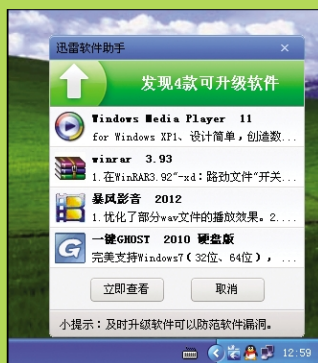 迅雷软件助手
发现4款可升级软件
Windows Media Player 11
for Windows XP1、设计简单，创造数...
winrar 3.93
1.在WinRAR3.92"-xd：路劲文件"开关...
暴风影音 2012
1.优化了部分wav文件的播放效果。2....
一键GHOST 2010 硬盘版
完美支持Windows7（32位、64位），...
立即查看 取消
小提示：及时升级软件可以防范软件漏洞。
12:59